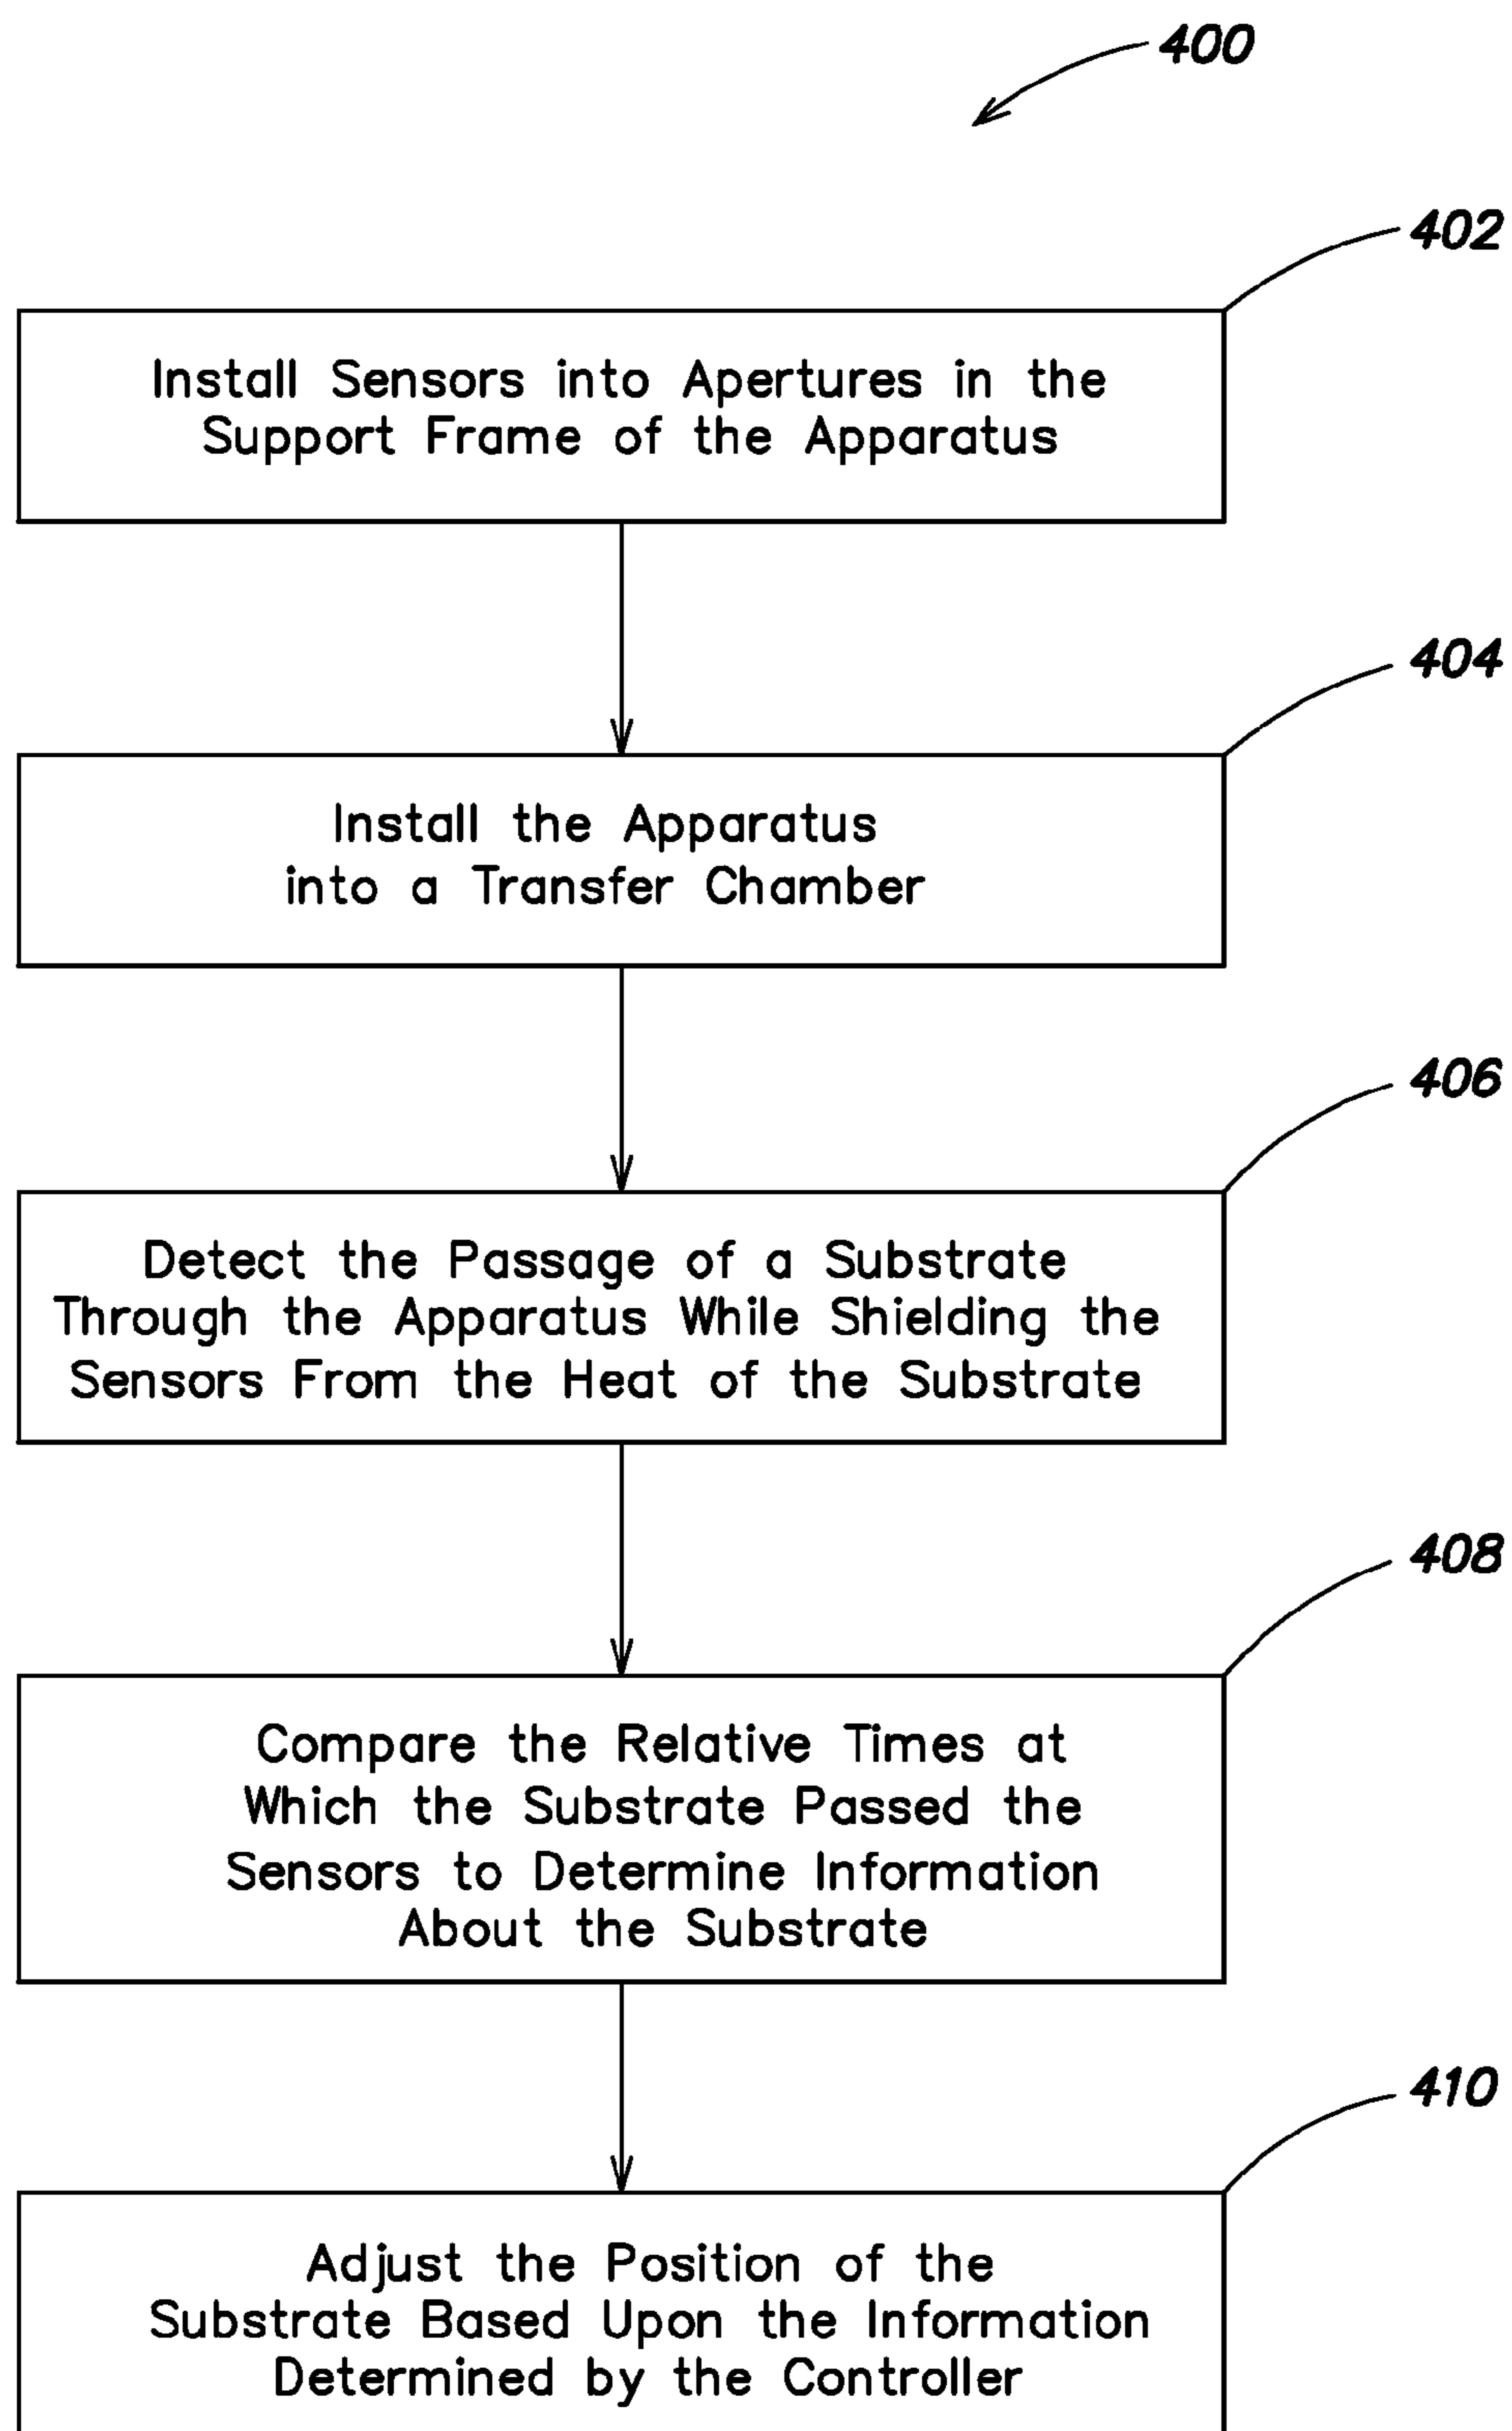 400
402
Install Sensors into Apertures in the
Support Frame of the Apparatus
404
Install the Apparatus
into a Transfer Chamber
406
Detect the Passage of a Substrate
Through the Apparatus While Shielding the
Sensors From the Heat of the Substrate
408
Compare the Relative Times at
Which the Substrate Passed the
Sensors to Determine Information
About the Substrate
410
Adjust the Position of the
Substrate Based Upon the Information
Determined by the Controller